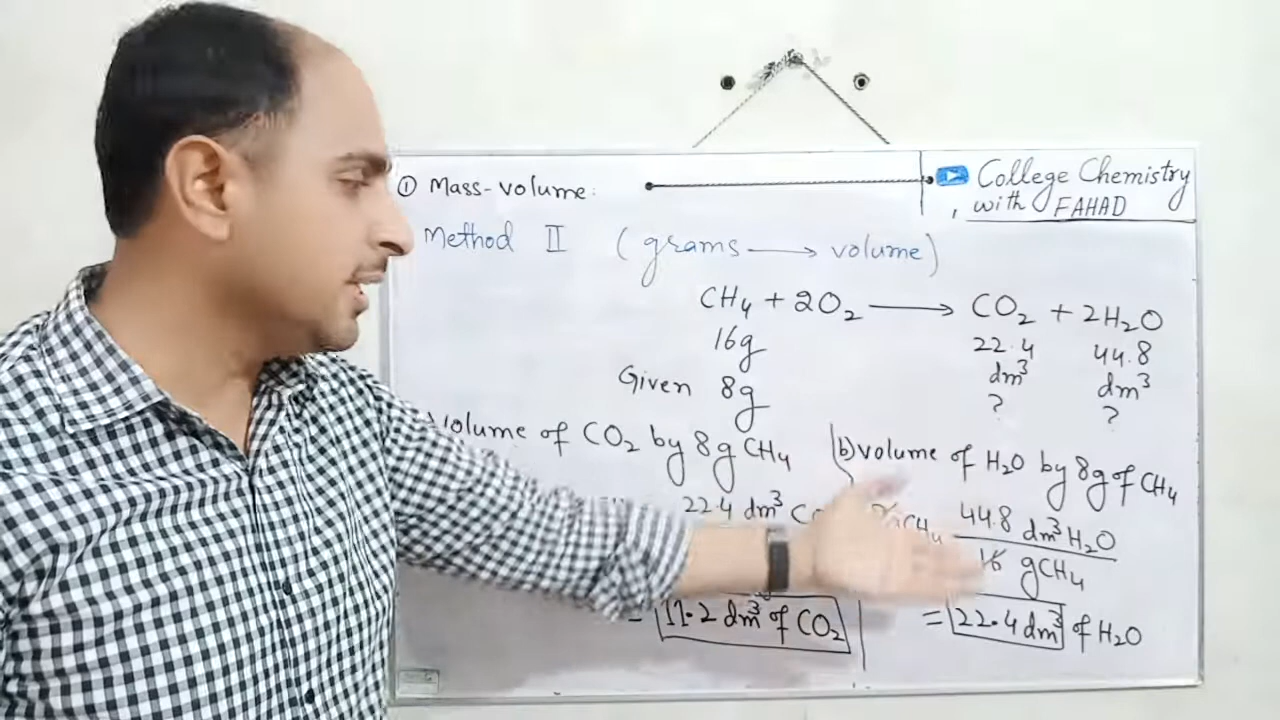 ① Mass-volume:
College Chemistry
with FAHAD
Method II (grams → volume)
CH₄ + 2O₂ → CO₂ + 2H₂O
16g 22.4 44.8
dm³ dm³
Given 8g ? ?
volume of CO₂ by 8g CH₄
b) volume of H₂O by 8g of CH₄
22.4 dm³
CH₄ 44.8 dm³ H₂O
16 gCH₄
= 11.2 dm³ of CO₂
= 22.4 dm³ of H₂O